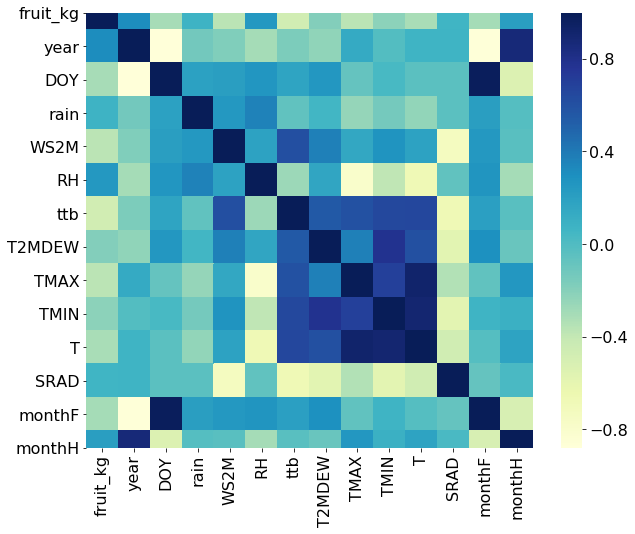 fruit_kg
year
DOY
rain
WS2M
RH
ttb
T2MDEW
TMAX
TMIN
T
SRAD
monthF
monthH
fruit_kg
year
DOY
rain
WS2M
RH
ttb
T2MDEW
TMAX
TMIN
T
SRAD
monthF
monthH
0.8
0.4
0.0
−0.4
−0.8